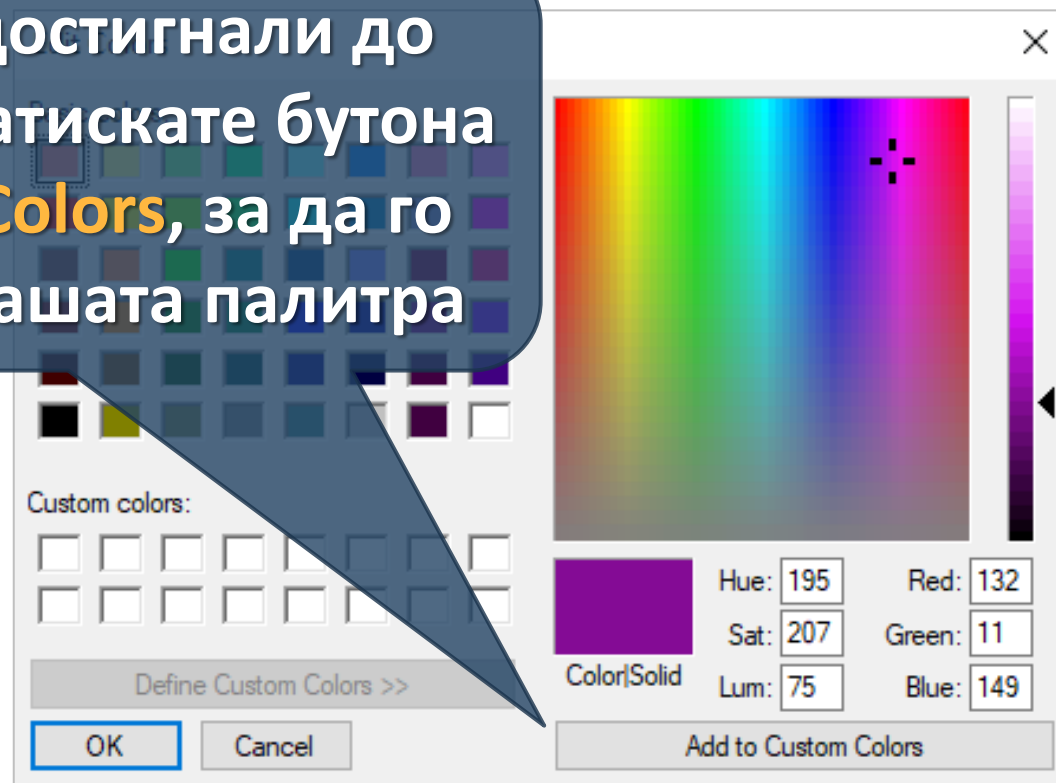 достигнали до
атискате бутона
Colors, за да го
ашата палитра
Custom colors:
Define Custom Colors >>
OK
Cancel
Hue: 195
Red: 132
Sat: 207
Green: 11
Color|Solid
Lum: 75
Blue: 149
Add to Custom Colors